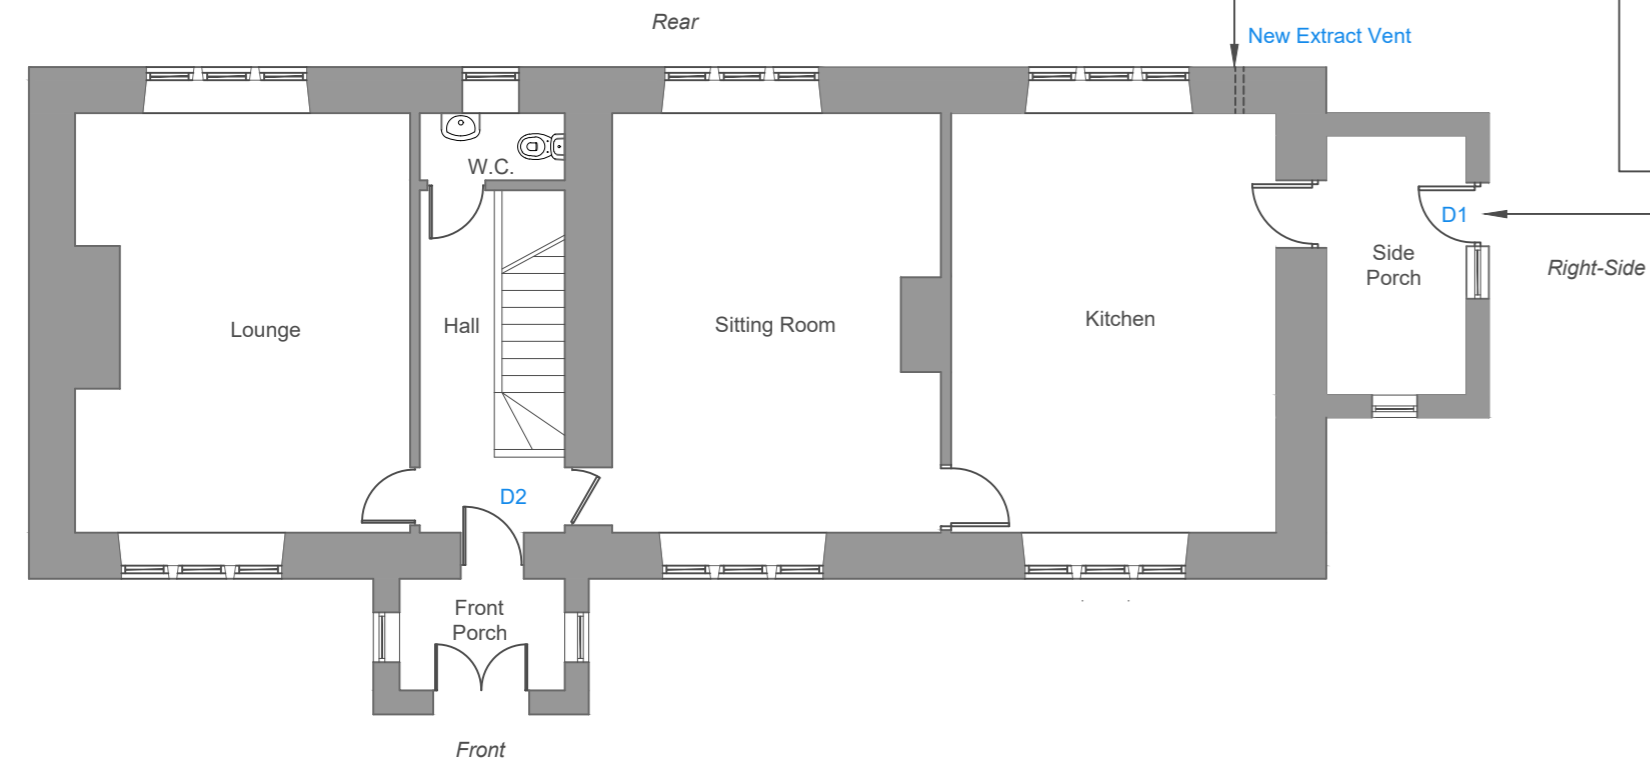 Rear
New Extract Vent
W.C.
D1
Side
Porch
Right-Side
Lounge
Hall
Sitting Room
Kitchen
D2
Front
Porch
Front